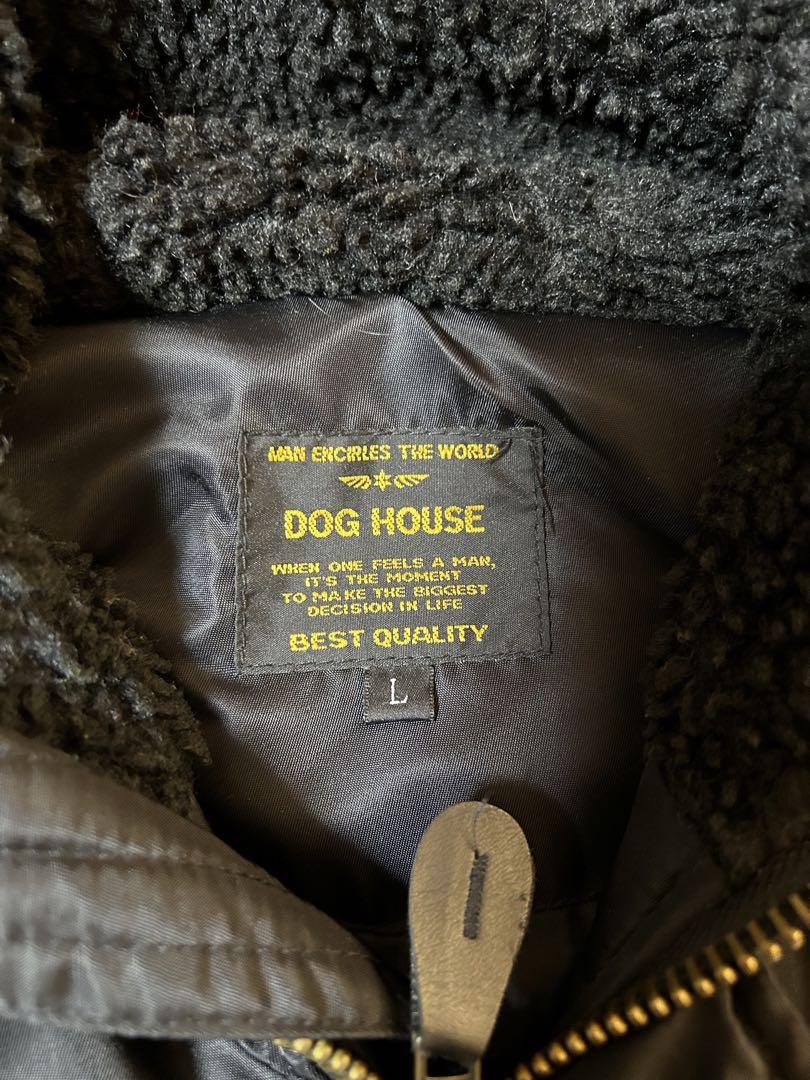 MAN ENCIRLES THE WORLD
DOG HOUSE
WHEN ONE FEELS A MAN,
IT'S THE MOMENT
TO MAKE THE BIGGEST
DECISION IN LIFE
BEST QUALITY
L